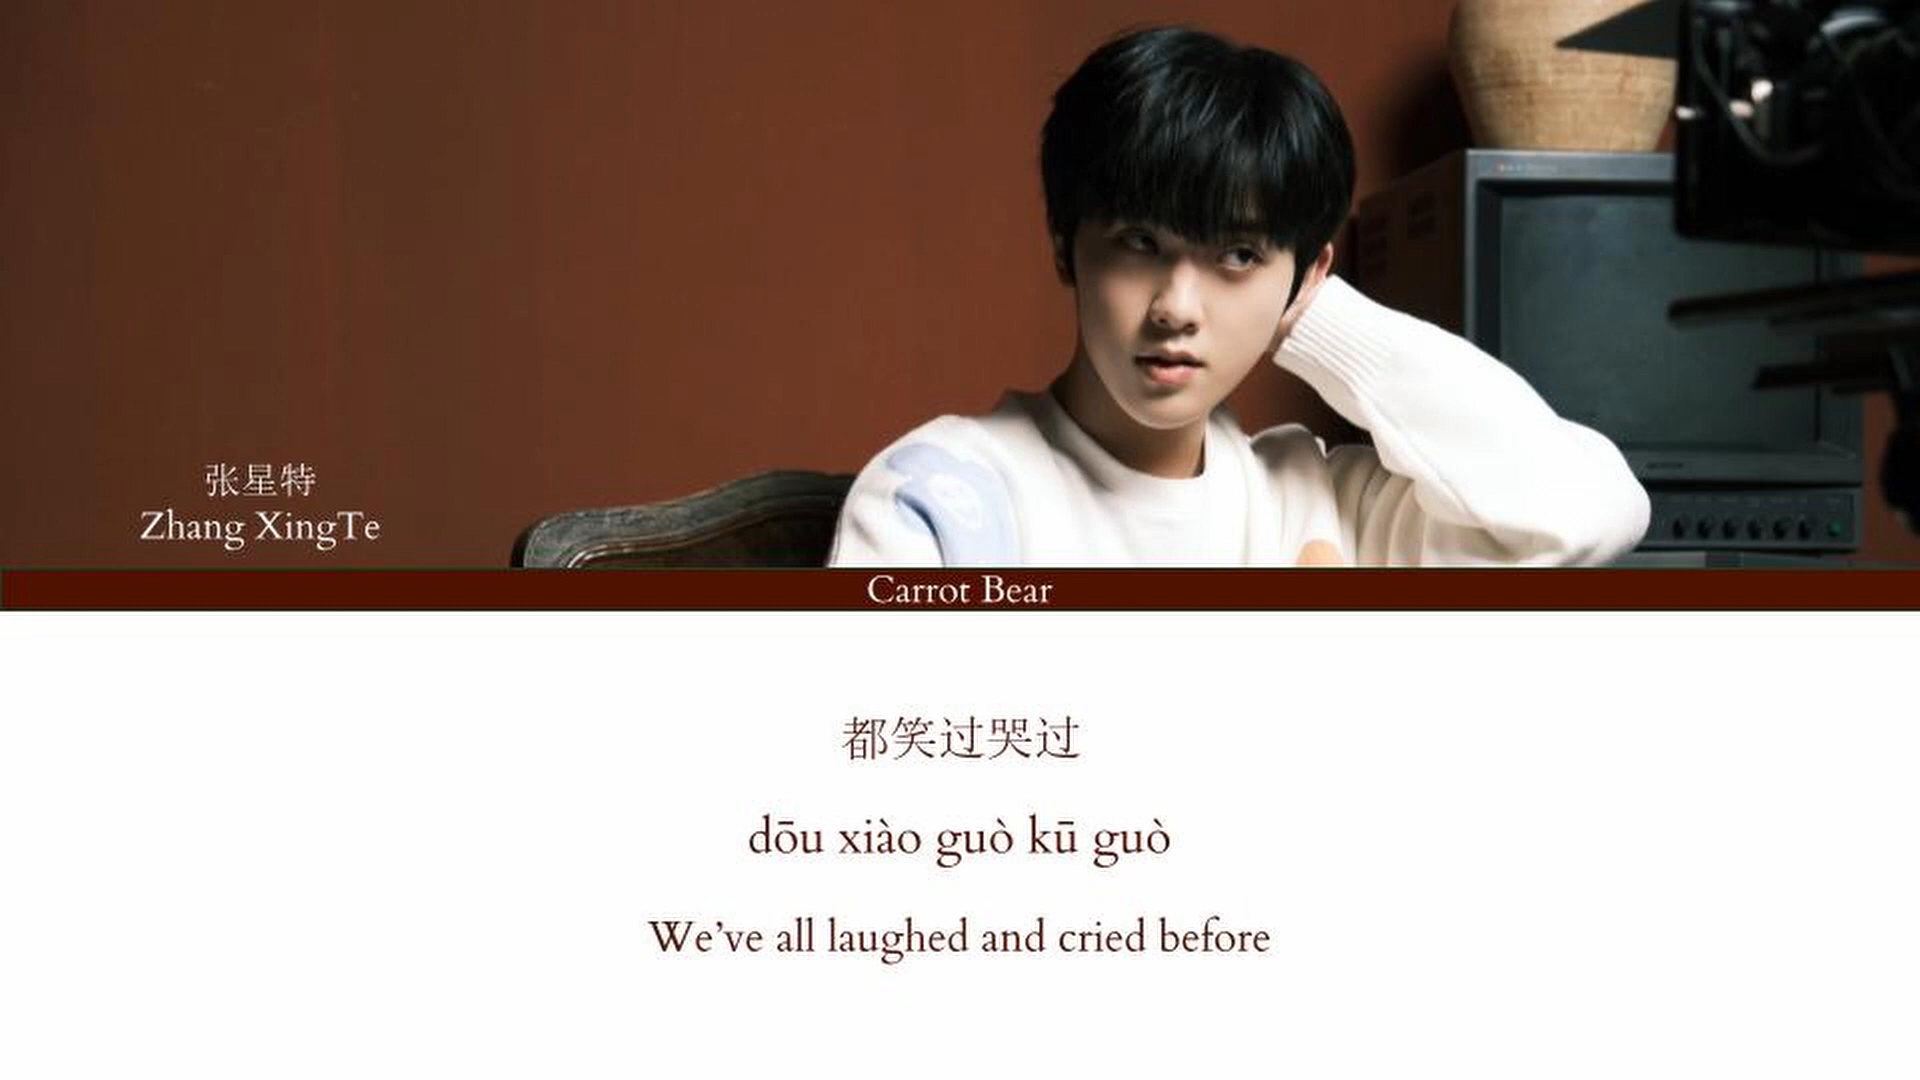 张星特
Zhang XingTe
Carrot Bear
都笑过哭过
dōu xiào guò kū guò
We've all laughed and cried before